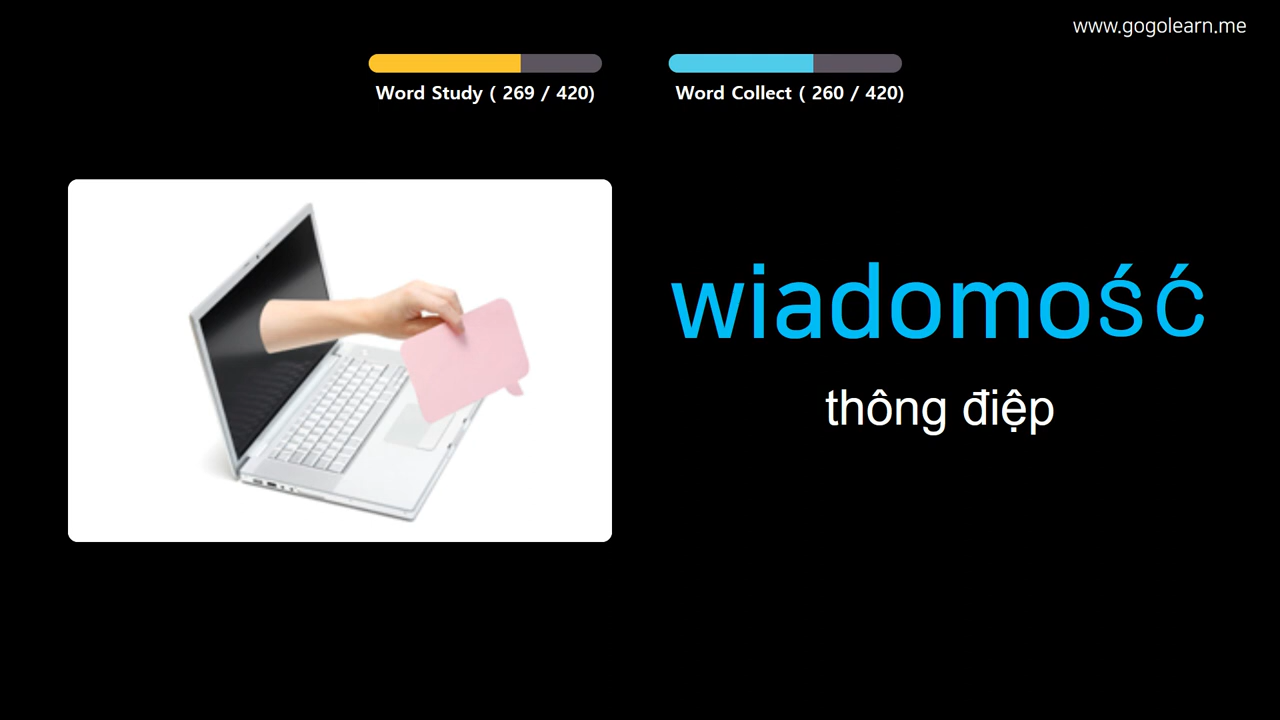 www.gogolearn.me
Word Study ( 269 / 420)
Word Collect ( 260 / 420)
wiadomość
thông điệp